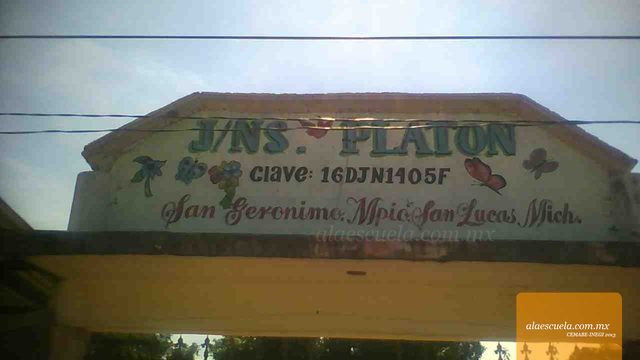 J/NS. PLATON
Clave: 16DJN1405F
San Geronimo, Mpio, San Lucas, Mich.
alaescuela.com.mx
alaescuela.com.mx
CEMABE-INEGI 2013